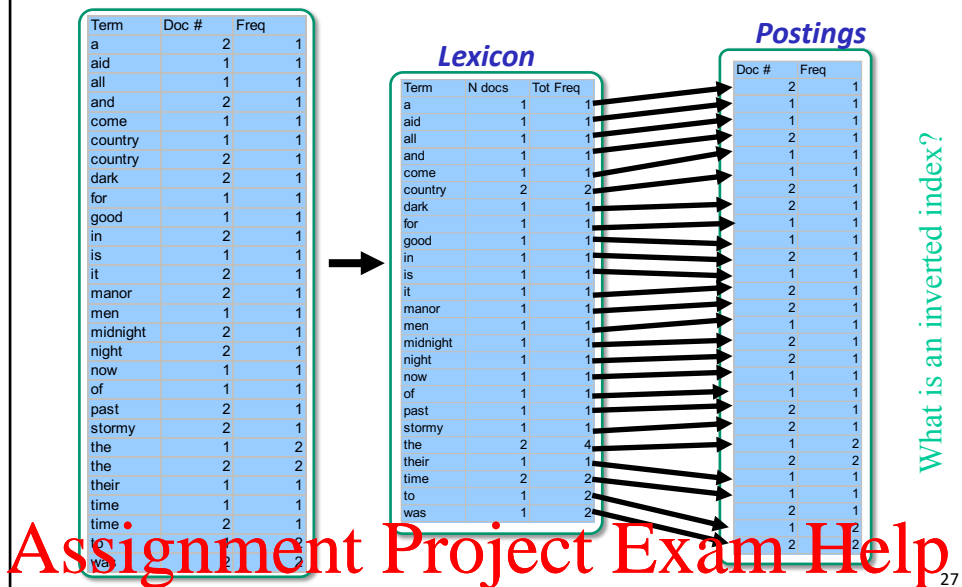 Term Doc # Freq
a 2 1
aid 1 1
all 1 1
and 2 1
come 1 1
country 1 1
country 2 1
dark 2 1
for 1 1
good 1 1
in 2 1
is 1 1
it 2 1
manor 2 1
men 1 1
midnight 2 1
night 2 1
now 1 1
of 1 1
past 2 1
stormy 2 1
the 1 2
the 2 2
their 1 1
time 1 1
time 2 1
to 1 2
was 2 2
Lexicon
Term N docs Tot Freq
a 1 1
aid 1 1
all 1 1
and 1 1
come 1 1
country 2 2
dark 1 1
for 1 1
good 1 1
in 1 1
is 1 1
it 1 1
manor 1 1
men 1 1
midnight 1 1
night 1 1
now 1 1
of 1 1
past 1 1
stormy 1 1
the 2 4
their 1 1
time 2 2
to 1 2
was 1 2
Postings
Doc # Freq
2 1
1 1
1 1
2 1
1 1
1 1
2 1
2 1
1 1
1 1
2 1
1 1
2 1
2 1
1 1
2 1
2 1
1 1
1 1
2 1
2 1
1 2
2 2
1 1
1 1
2 1
1 2
2 2
What is an inverted index?
Assignment Project Exam Help
27